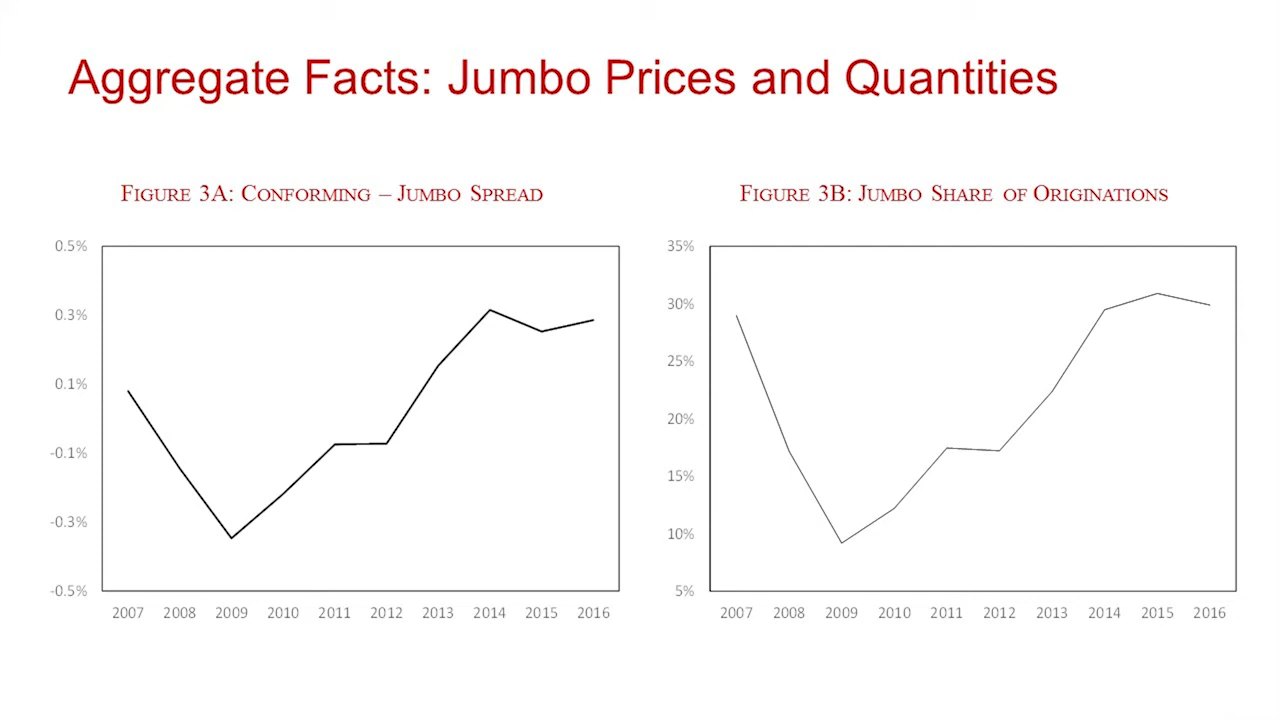 Aggregate Facts: Jumbo Prices and Quantities
FIGURE 3A: CONFORMING – JUMBO SPREAD
0.5%
0.3%
0.1%
-0.1%
-0.3%
-0.5%
2007 2008 2009 2010 2011 2012 2013 2014 2015 2016
FIGURE 3B: JUMBO SHARE OF ORIGINATIONS
35%
30%
25%
20%
15%
10%
5%
2007 2008 2009 2010 2011 2012 2013 2014 2015 2016